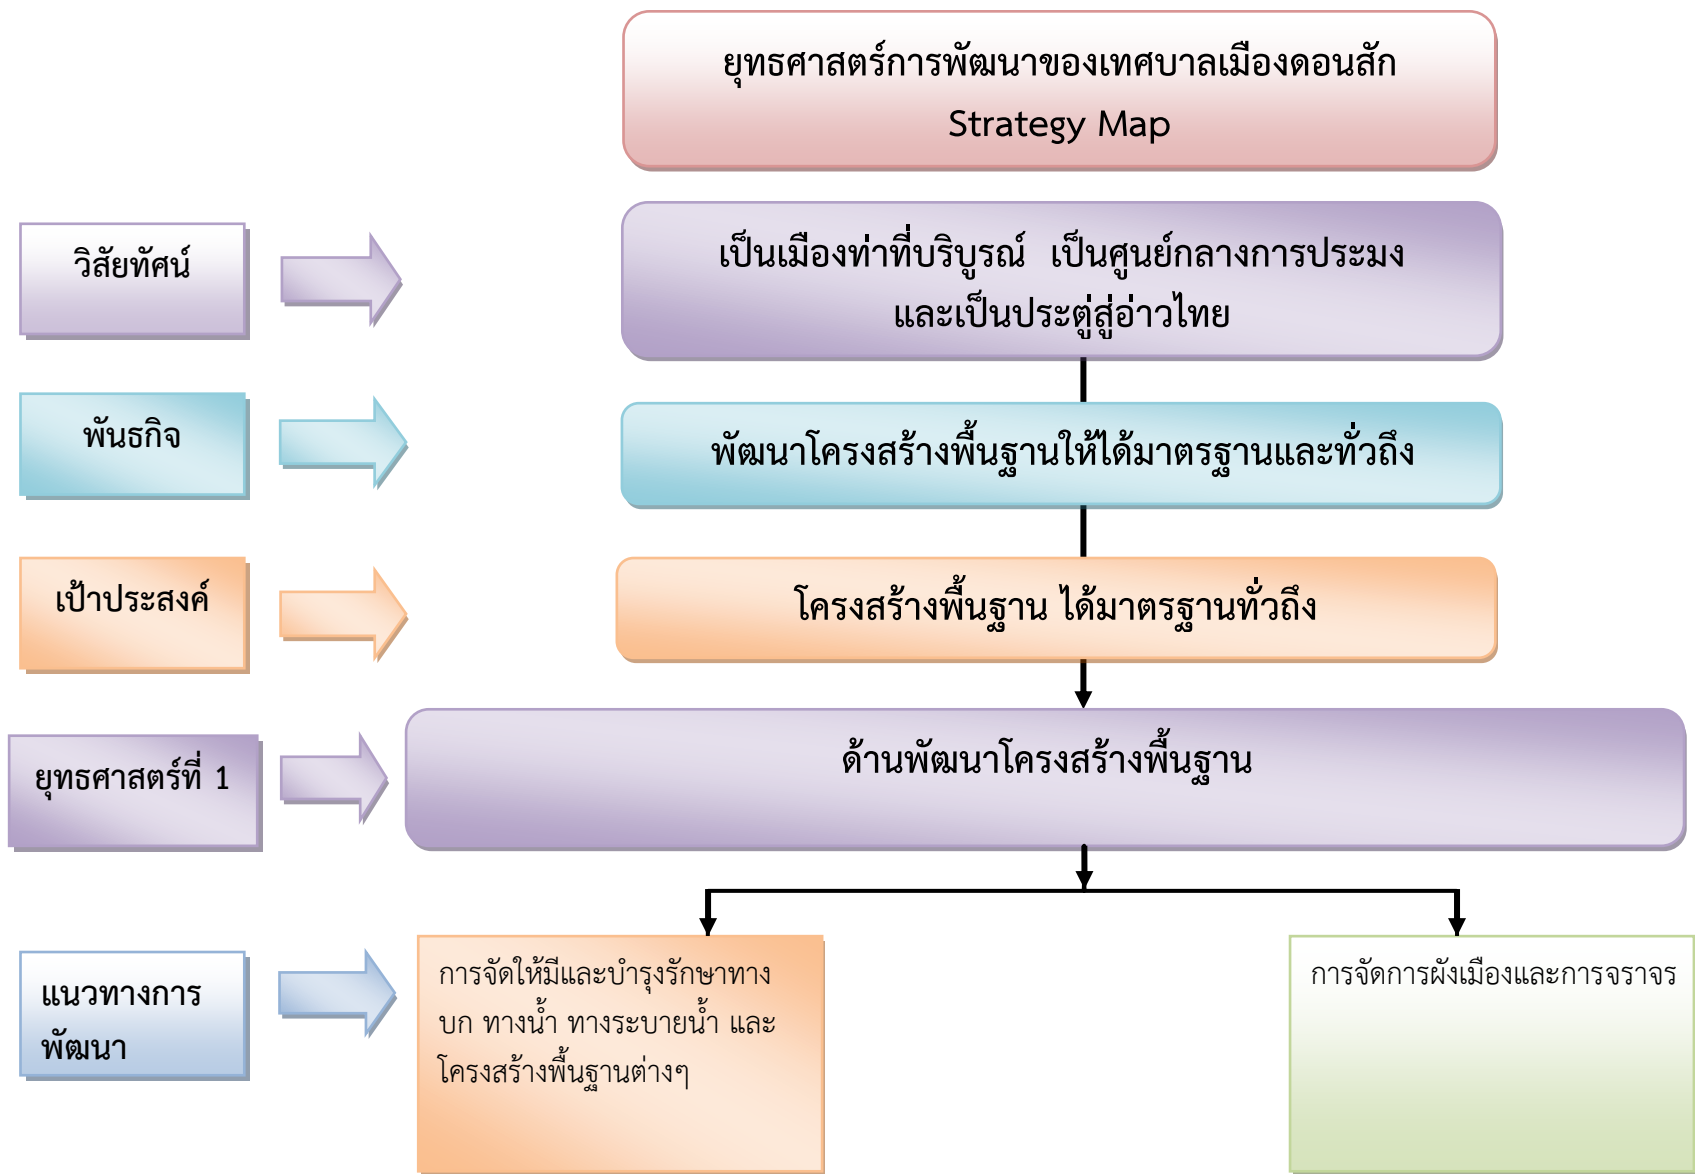 ยุทธศาสตร์การพัฒนาของเทศบาลเมืองดอนสัก
Strategy Map
วิสัยทัศน์
เป็นเมืองท่าที่บริบูรณ์ เป็นศูนย์กลางการประมง
และเป็นประตู่สู่อ่าวไทย
พันธกิจ
พัฒนาโครงสร้างพื้นฐานให้ได้มาตรฐานและทั่วถึง
เป้าประสงค์
โครงสร้างพื้นฐาน ได้มาตรฐานทั่วถึง
ยุทธศาสตร์ที่ 1
ด้านพัฒนาโครงสร้างพื้นฐาน
แนวทางการ
พัฒนา
การจัดให้มีและบำรุงรักษาทาง
บก ทางน้ำ ทางระบายน้ำ และ
โครงสร้างพื้นฐานต่างๆ
การจัดการผังเมืองและการจราจร